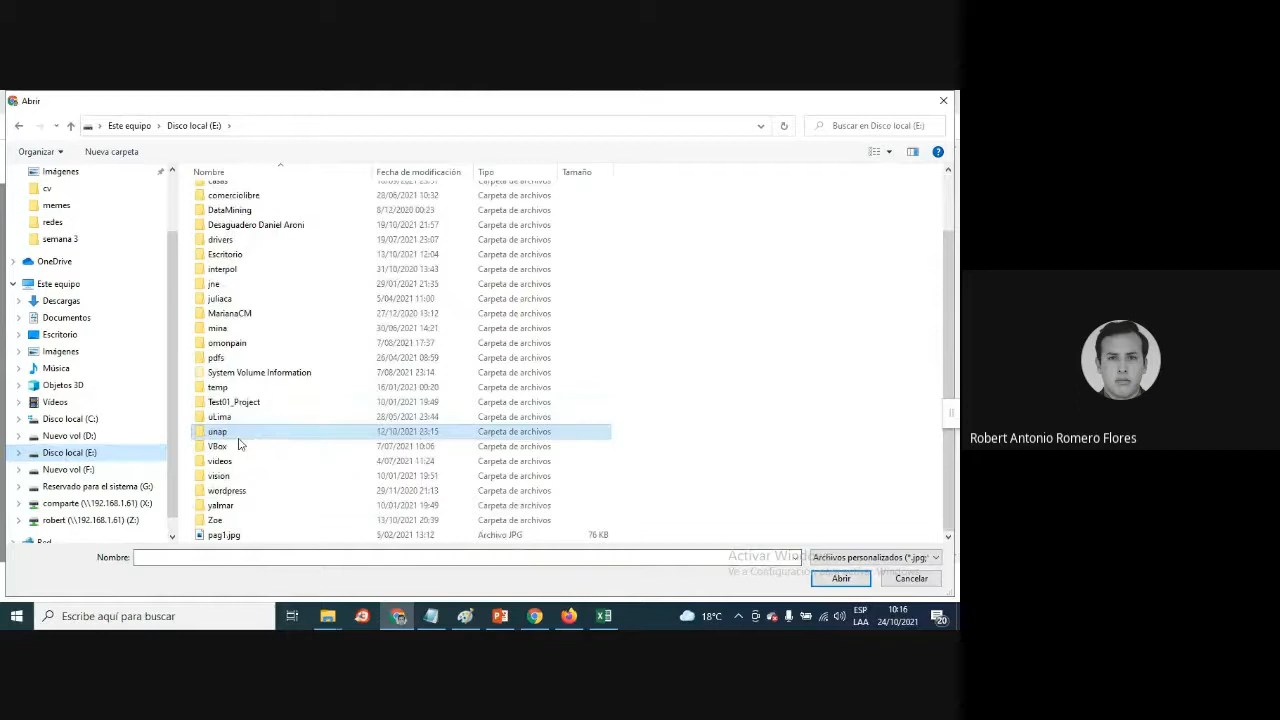 Abrir
Este equipo
Disco local (E:)
Buscar en Disco local (E:)
Organizar
Nueva carpeta
Imágenes
cv
memes
redes
semana 3
OneDrive
Este equipo
Descargas
Documentos
Escritorio
Imágenes
Música
Objetos 3D
Vídeos
Disco local (C:)
Nuevo vol (D:)
Disco local (E:)
Nuevo vol (F:)
Reservado para el sistema (G:)
comparte (\\192.168.1.61) (X:)
robert (\\192.168.1.61) (Z:)
Nombre Fecha de modificación Tipo Tamaño
comerciolibre 28/06/2021 10:32 Carpeta de archivos
DataMining 8/12/2020 00:23 Carpeta de archivos
Desaguadero Daniel Aroni 19/10/2021 21:57 Carpeta de archivos
drivers 19/07/2021 23:07 Carpeta de archivos
Escritorio 13/10/2021 12:04 Carpeta de archivos
interpol 31/10/2020 13:43 Carpeta de archivos
jne 29/01/2021 21:35 Carpeta de archivos
juliaca 5/04/2021 11:00 Carpeta de archivos
MarianaCM 27/12/2020 13:12 Carpeta de archivos
mina 30/06/2021 14:21 Carpeta de archivos
omonpain 7/08/2021 17:37 Carpeta de archivos
pdfs 26/04/2021 08:59 Carpeta de archivos
System Volume Information 7/08/2021 23:14 Carpeta de archivos
temp 16/01/2021 00:20 Carpeta de archivos
Test01_Project 10/01/2021 19:49 Carpeta de archivos
uLima 28/05/2021 23:44 Carpeta de archivos
unap 12/10/2021 23:15 Carpeta de archivos
VBox 7/07/2021 10:06 Carpeta de archivos
videos 4/07/2021 11:24 Carpeta de archivos
vision 10/01/2021 19:51 Carpeta de archivos
wordpress 29/11/2020 21:13 Carpeta de archivos
yalmar 10/01/2021 19:49 Carpeta de archivos
Zoe 13/10/2021 20:39 Carpeta de archivos
pag1.jpg 5/02/2021 13:12 Archivo JPG 76 KB
Nombre:
Archivos personalizados (*.jpg;
Activar
Ve a Configuración
Abrir
Cancelar
Escribe aquí para buscar
18°C
ESP
LAA
10:16
24/10/2021
20
Robert Antonio Romero Flores